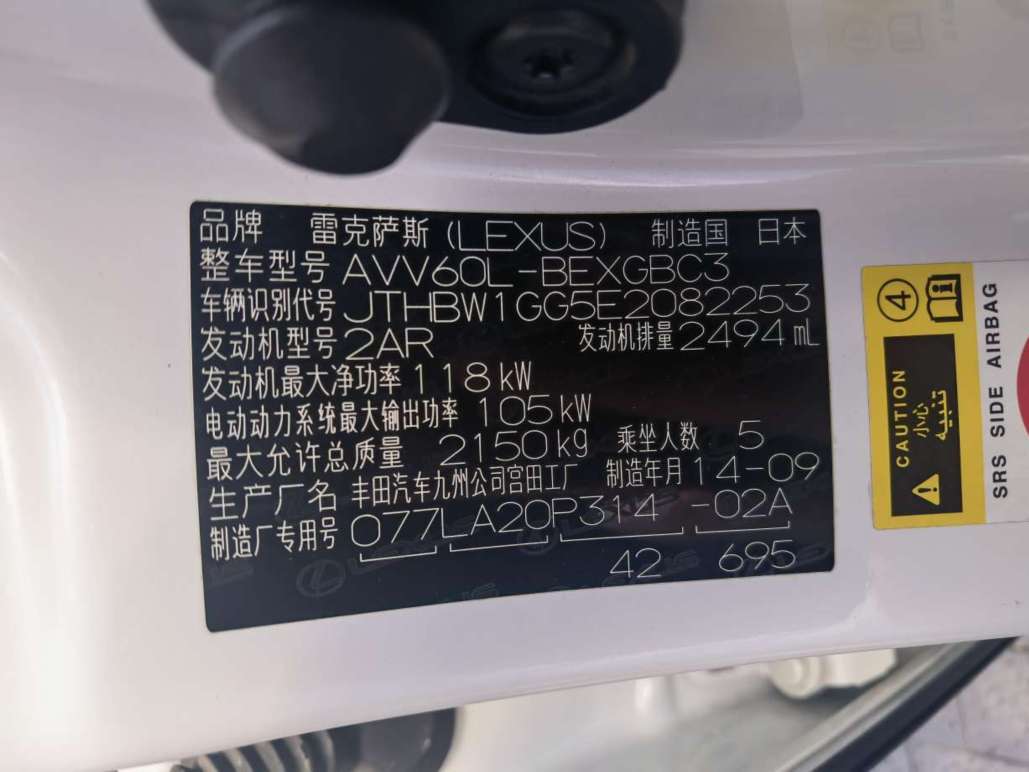 品牌 雷克萨斯(LEXUS) 制造国 日本
整车型号 AVV60L-BEXGBC3
车辆识别代号 JTHBW1GG5E2082253
发动机型号 2AR 发动机排量 2494 mL
发动机最大净功率 118 kW
电动动力系统最大输出功率 105 kW
最大允许总质量 2150 kg 乘坐人数 5
生产厂名 丰田汽车九州公司宫田工厂 制造年月 14-09
制造厂专用号 077LA20P314 -02A
42 695
4
CAUTION
小心
تنبيه
SRS SIDE AIRBAG